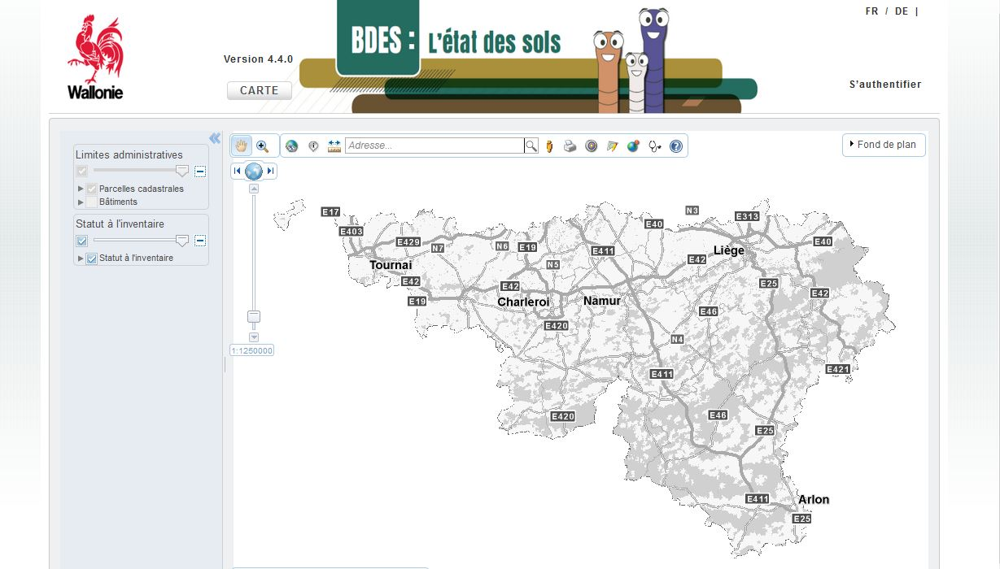 FR / DE |
BDES : L'état des sols
Version 4.4.0
CARTE
Wallonie
S'authentifier
Limites administratives
Parcelles cadastrales
Bâtiments
Statut à l'inventaire
Statut à l'inventaire
Adresse...
Fond de plan
1:1250000
E17
N3
E313
E403
E40
E429
N7
N6
E19
E411
E40
Liège
Tournai
N5
E42
E42
E42
E25
E42
E19
Charleroi
Namur
E46
E420
N4
E411
E421
E420
E46
E25
E411
Arlon
E25